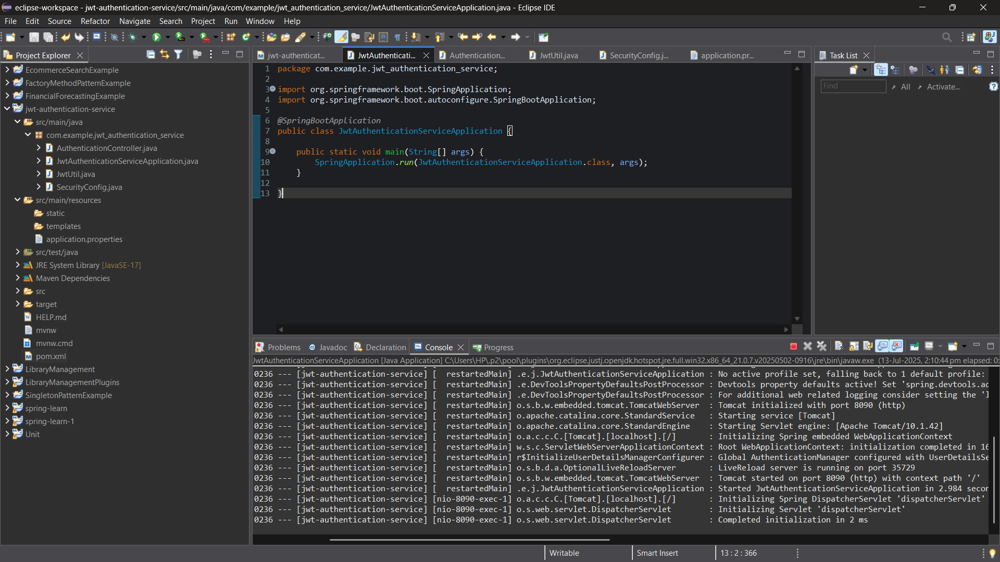 eclipse-workspace - jwt-authentication-service/src/main/java/com/example/jwt_authentication_service/JwtAuthenticationServiceApplication.java - Eclipse IDE
File Edit Source Refactor Navigate Search Project Run Window Help
Project Explorer
EcommerceSearchExample
FactoryMethodPatternExample
FinancialForecastingExample
jwt-authentication-service
src/main/java
com.example.jwt_authentication_service
AuthenticationController.java
JwtAuthenticationServiceApplication.java
JwtUtil.java
SecurityConfig.java
src/main/resources
static
templates
application.properties
src/test/java
JRE System Library [JavaSE-17]
Maven Dependencies
src
target
HELP.md
mvnw
mvnw.cmd
pom.xml
LibraryManagement
LibraryManagementPlugins
SingletonPatternExample
spring-learn
spring-learn-1
Unit
jwt-authenticat... JwtAuthenticati... Authentication... JwtUtil.java SecurityConfig.j... application.pr...
1 package com.example.jwt_authentication_service;
2
3 import org.springframework.boot.SpringApplication;
4 import org.springframework.boot.autoconfigure.SpringBootApplication;
5
6 @SpringBootApplication
7 public class JwtAuthenticationServiceApplication {
8
9 public static void main(String[] args) {
10 SpringApplication.run(JwtAuthenticationServiceApplication.class, args);
11 }
12
13 }
Task List
Find All Activate...
Problems Javadoc Declaration Console Progress
JwtAuthenticationServiceApplication [Java Application] C:\Users\HP\.p2\pool\plugins\org.eclipse.justj.openjdk.hotspot.jre.full.win32.x86_64_21.0.7.v20250502-0916\jre\bin\javaw.exe (13-Jul-2025, 2:10:44 pm elapsed: 0:
0236 --- [jwt-authentication-service] [  restartedMain] .e.j.JwtAuthenticationServiceApplication : No active profile set, falling back to 1 default profile:
0236 --- [jwt-authentication-service] [  restartedMain] .e.DevToolsPropertyDefaultsPostProcessor : Devtools property defaults active! Set 'spring.devtools.ad
0236 --- [jwt-authentication-service] [  restartedMain] .e.DevToolsPropertyDefaultsPostProcessor : For additional web related logging consider setting the 'l
0236 --- [jwt-authentication-service] [  restartedMain] o.s.b.w.embedded.tomcat.TomcatWebServer : Tomcat initialized with port 8090 (http)
0236 --- [jwt-authentication-service] [  restartedMain] o.apache.catalina.core.StandardService : Starting service [Tomcat]
0236 --- [jwt-authentication-service] [  restartedMain] o.apache.catalina.core.StandardEngine : Starting Servlet engine: [Apache Tomcat/10.1.42]
0236 --- [jwt-authentication-service] [  restartedMain] o.a.c.c.C.[Tomcat].[localhost].[/] : Initializing Spring embedded WebApplicationContext
0236 --- [jwt-authentication-service] [  restartedMain] w.s.c.ServletWebServerApplicationContext : Root WebApplicationContext: initialization completed in 16
0236 --- [jwt-authentication-service] [  restartedMain] r$InitializeUserDetailsManagerConfigurer : Global AuthenticationManager configured with UserDetailsSe
0236 --- [jwt-authentication-service] [  restartedMain] o.s.b.d.a.OptionalLiveReloadServer : LiveReload server is running on port 35729
0236 --- [jwt-authentication-service] [  restartedMain] o.s.b.w.embedded.tomcat.TomcatWebServer : Tomcat started on port 8090 (http) with context path '/'
0236 --- [jwt-authentication-service] [  restartedMain] .e.j.JwtAuthenticationServiceApplication : Started JwtAuthenticationServiceApplication in 2.984 secon
0236 --- [jwt-authentication-service] [nio-8090-exec-1] o.a.c.c.C.[Tomcat].[localhost].[/] : Initializing Spring DispatcherServlet 'dispatcherServlet'
0236 --- [jwt-authentication-service] [nio-8090-exec-1] o.s.web.servlet.DispatcherServlet : Initializing Servlet 'dispatcherServlet'
0236 --- [jwt-authentication-service] [nio-8090-exec-1] o.s.web.servlet.DispatcherServlet : Completed initialization in 2 ms
Writable Smart Insert 13 : 2 : 366